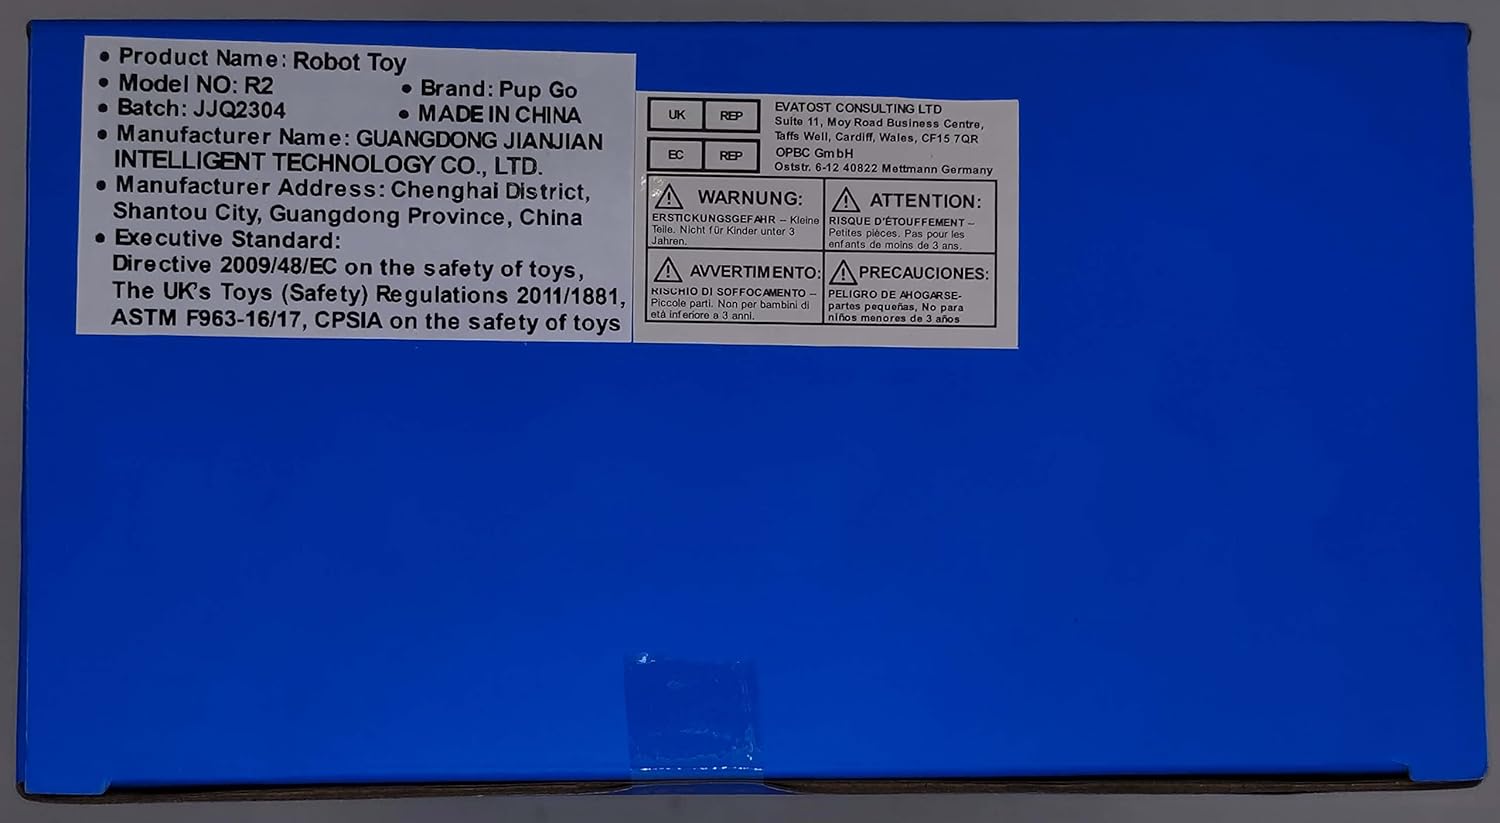 • Product Name: Robot Toy
• Model NO: R2
• Brand: Pup Go
• Batch: JJQ2304
• MADE IN CHINA
• Manufacturer Name: GUANGDONG JIANJIAN
INTELLIGENT TECHNOLOGY CO., LTD.
• Manufacturer Address: Chenghai District,
Shantou City, Guangdong Province, China
• Executive Standard:
Directive 2009/48/EC on the safety of toys,
The UK's Toys (Safety) Regulations 2011/1881,
ASTM F963-16/17, CPSIA on the safety of toys
UK REP
EVATOST CONSULTING LTD
Suite 11, Moy Road Business Centre,
Taffs Well, Cardiff, Wales, CF15 7QR
EC REP
OPBC GmbH
Oststr. 6-12 40822 Mettmann Germany
WARNUNG:
ERSTICKUNGSGEFAHR – Kleine
Teile. Nicht für Kinder unter 3
Jahren.
ATTENTION:
RISQUE D'ÉTOUFFEMENT –
Petites pièces. Pas pour les
enfants de moins de 3 ans.
AVVERTIMENTO:
RISCHIO DI SOFFOCAMENTO –
Piccole parti. Non per bambini di
età inferiore a 3 anni.
PRECAUCIONES:
PELIGRO DE AHOGARSE-
partes pequeñas, No para
niños menores de 3 años